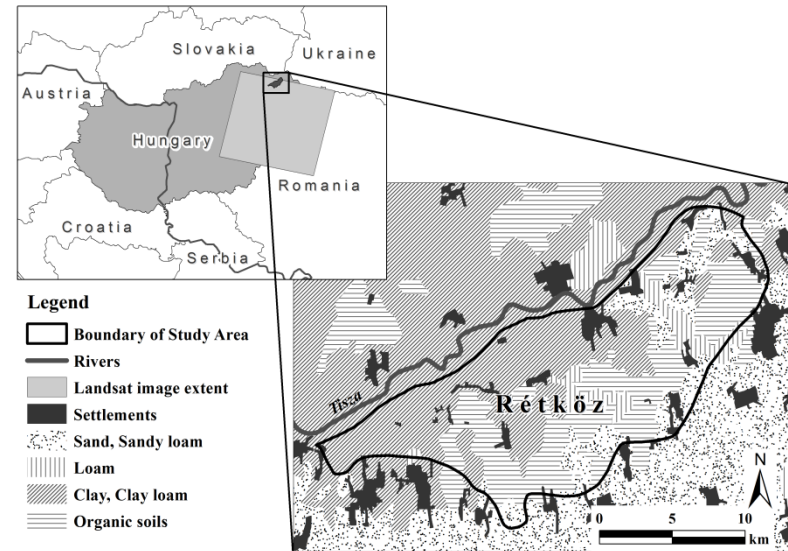 Slovakia
Ukraine
Austria
Hungary
Romania
Croatia
Serbia
Legend
Boundary of Study Area
Rivers
Landsat image extent
Settlements
Sand, Sandy loam
Loam
Clay, Clay loam
Organic soils
Tisza
Rétköz
N
0 5 10
km